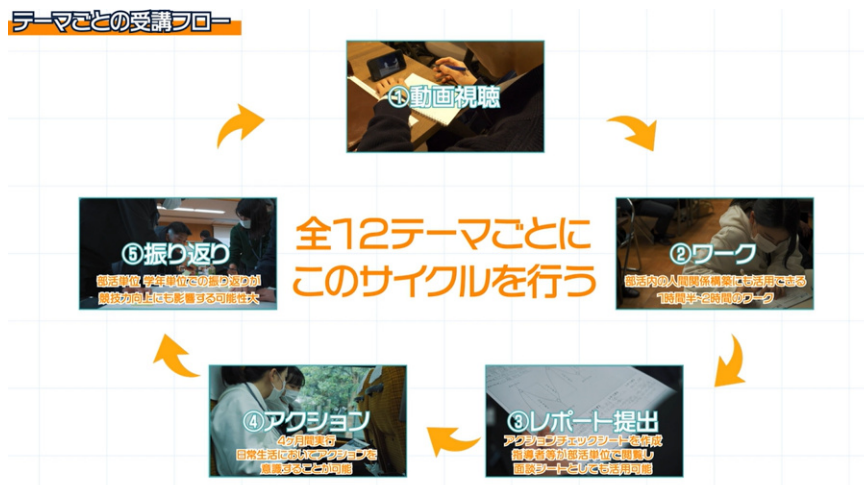 テーマごとの受講フロー
①動画視聴
全12テーマごとに
このサイクルを行う
②ワーク
部活内の人間関係構築にも活用できる
1時間半~2時間のワーク
③レポート提出
アクションチェックシートを作成
指導者等が部活単位で閲覧し
面談シートとしても活用可能
④アクション
4ヶ月間実行
日常生活においてアクションを
意識することが可能
⑤振り返り
部活単位 学年単位での振り返りが
競技力向上にも影響する可能性大